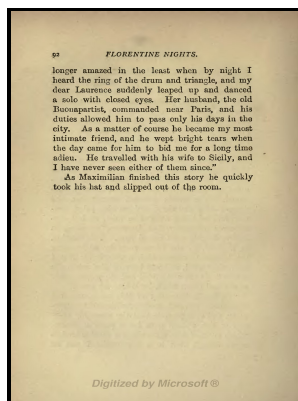 92 FLORENTINE NIGHTS.
longer amazed in the least when by night I
heard the ring of the drum and triangle, and my
dear Laurence suddenly leaped up and danced
a solo with closed eyes. Her husband, the old
Buonapartist, commanded near Paris, and his
duties allowed him to pass only his days in the
city. As a matter of course he became my most
intimate friend, and he wept bright tears when
the day came for him to bid me for a long time
adieu. He travelled with his wife to Sicily, and
I have never seen either of them since."
As Maximilian finished this story he quickly
took his hat and slipped out of the room.
Digitized by Microsoft ®